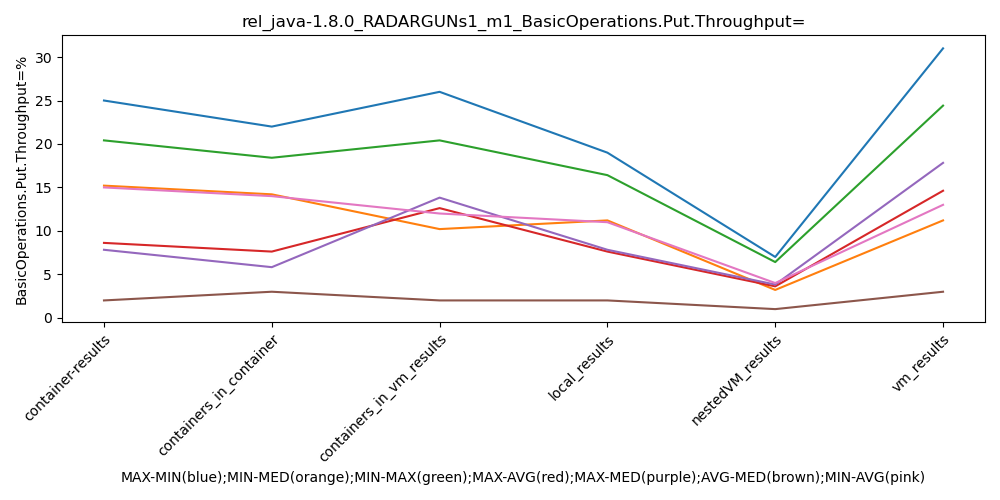 rel_java-1.8.0_RADARGUNs1_m1_BasicOperations.Put.Throughput=
BasicOperations.Put.Throughput=%
30
25
20
15
10
5
0
container-results
containers_in_container
containers_in_vm_results
local_results
nestedVM_results
vm_results
MAX-MIN(blue);MIN-MED(orange);MIN-MAX(green);MAX-AVG(red);MAX-MED(purple);AVG-MED(brown);MIN-AVG(pink)